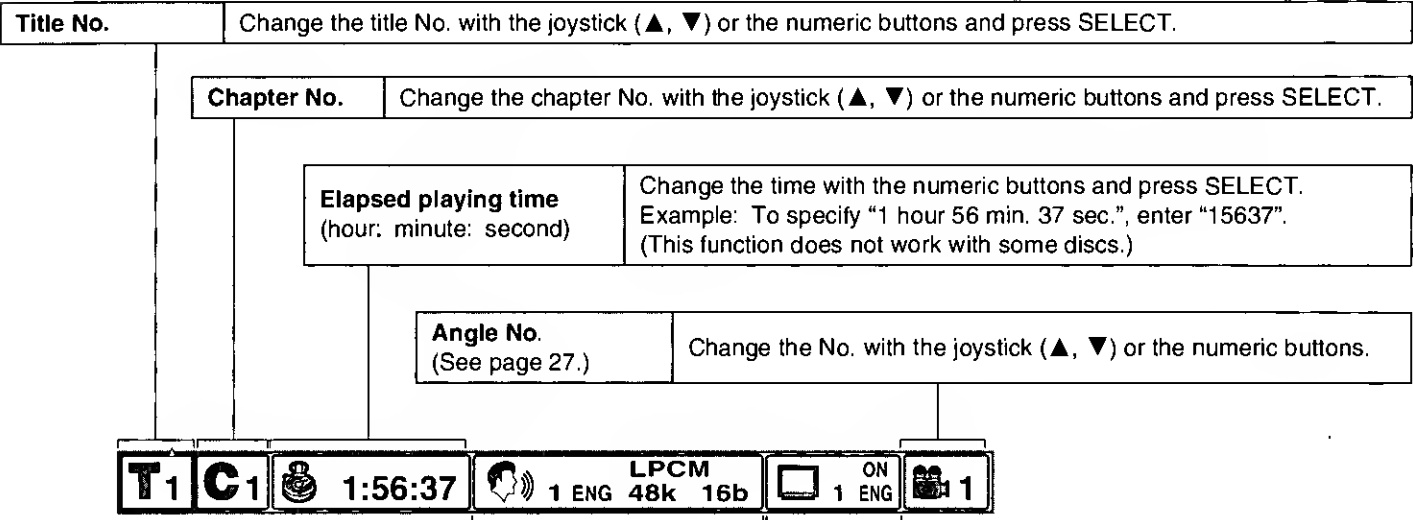 Title No. Change the title No. with the joystick (▲, ▼) or the numeric buttons and press SELECT.
Chapter No. Change the chapter No. with the joystick (▲, ▼) or the numeric buttons and press SELECT.
Elapsed playing time
(hour: minute: second)
Change the time with the numeric buttons and press SELECT.
Example: To specify “1 hour 56 min. 37 sec.”, enter “15637”.
(This function does not work with some discs.)
Angle No.
(See page 27.)
Change the No. with the joystick (▲, ▼) or the numeric buttons.
T 1 C 1 1:56:37 1 ENG LPCM 48k 16b 1 ON ENG 1